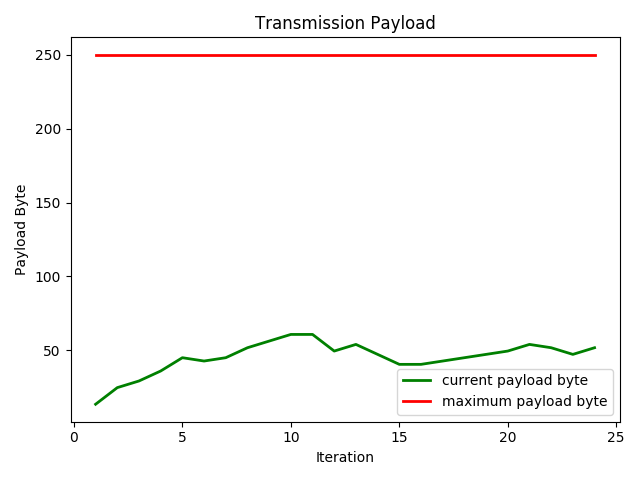 Transmission Payload
250
200
150
100
50
Payload Byte
current payload byte
maximum payload byte
0 5 10 15 20 25
Iteration